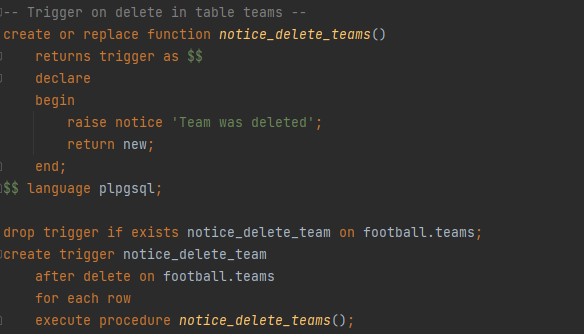 -- Trigger on delete in table teams --
create or replace function notice_delete_teams()
    returns trigger as $$
    declare
    begin
        raise notice 'Team was deleted';
        return new;
    end;
$$ language plpgsql;
drop trigger if exists notice_delete_team on football.teams;
create trigger notice_delete_team
    after delete on football.teams
    for each row
    execute procedure notice_delete_teams();